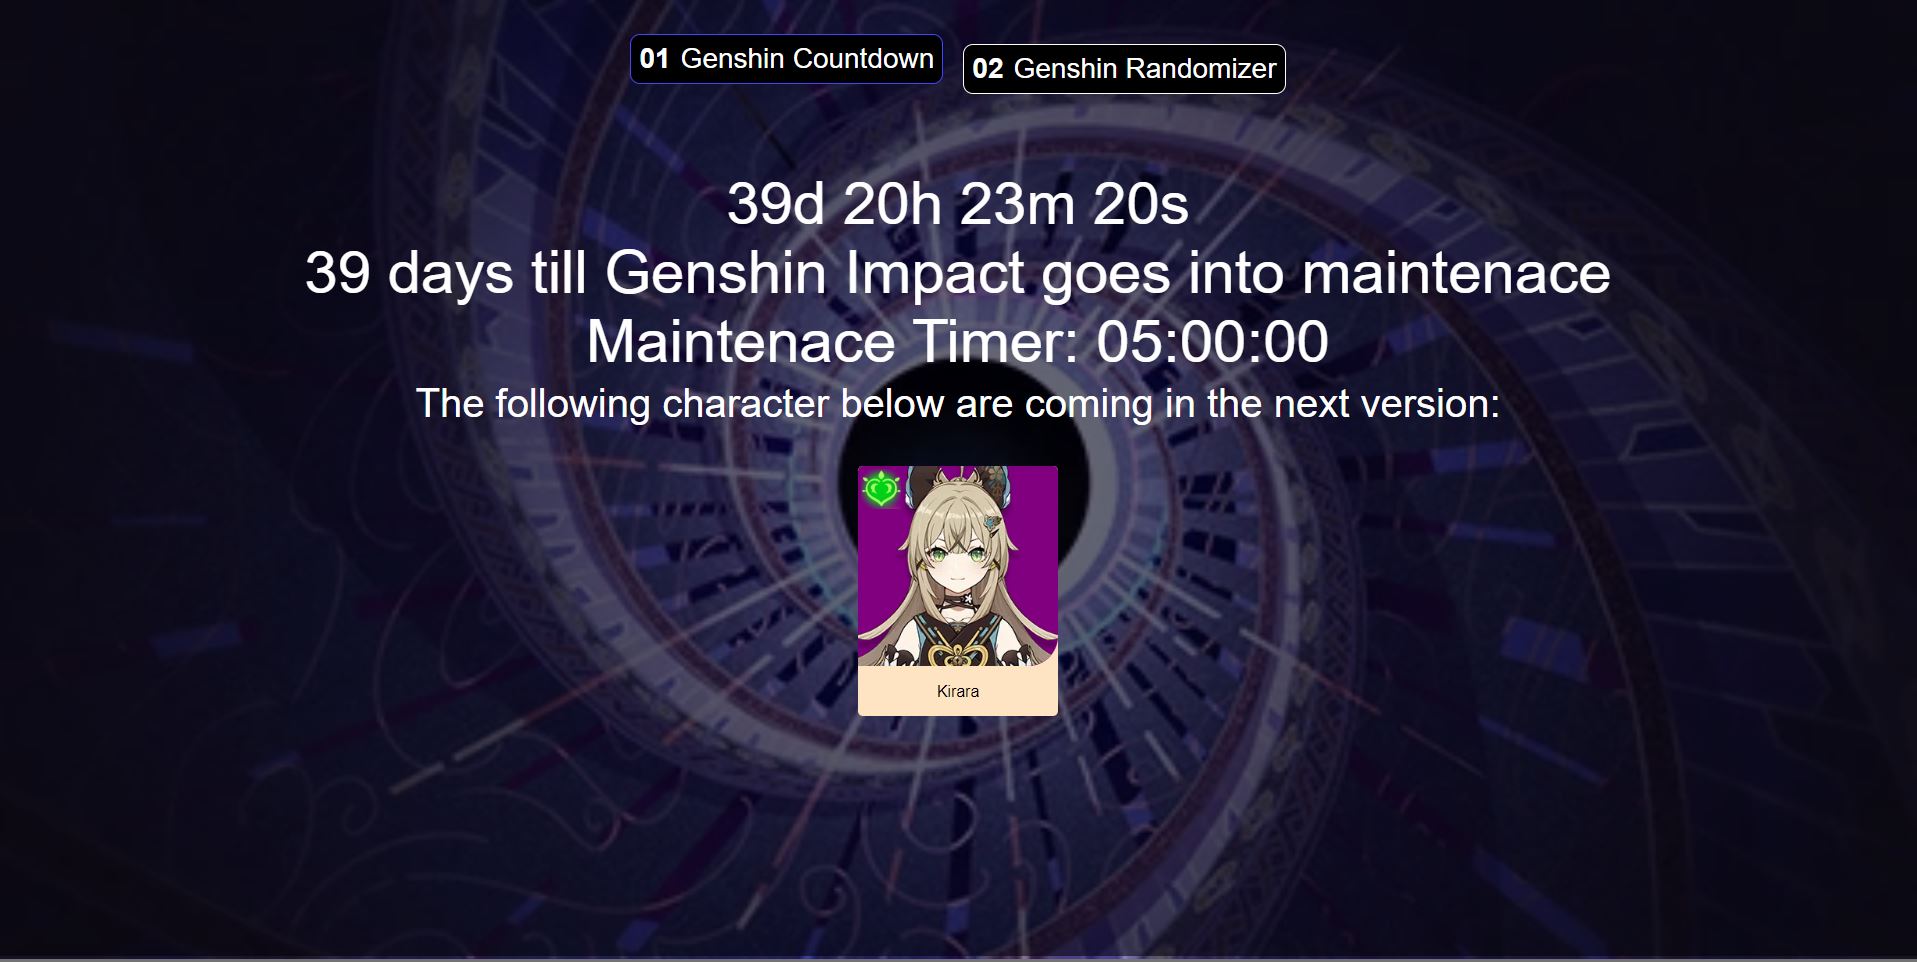 01 Genshin Countdown
02 Genshin Randomizer
39d 20h 23m 20s
39 days till Genshin Impact goes into maintenace
Maintenace Timer: 05:00:00
The following character below are coming in the next version:
Kirara